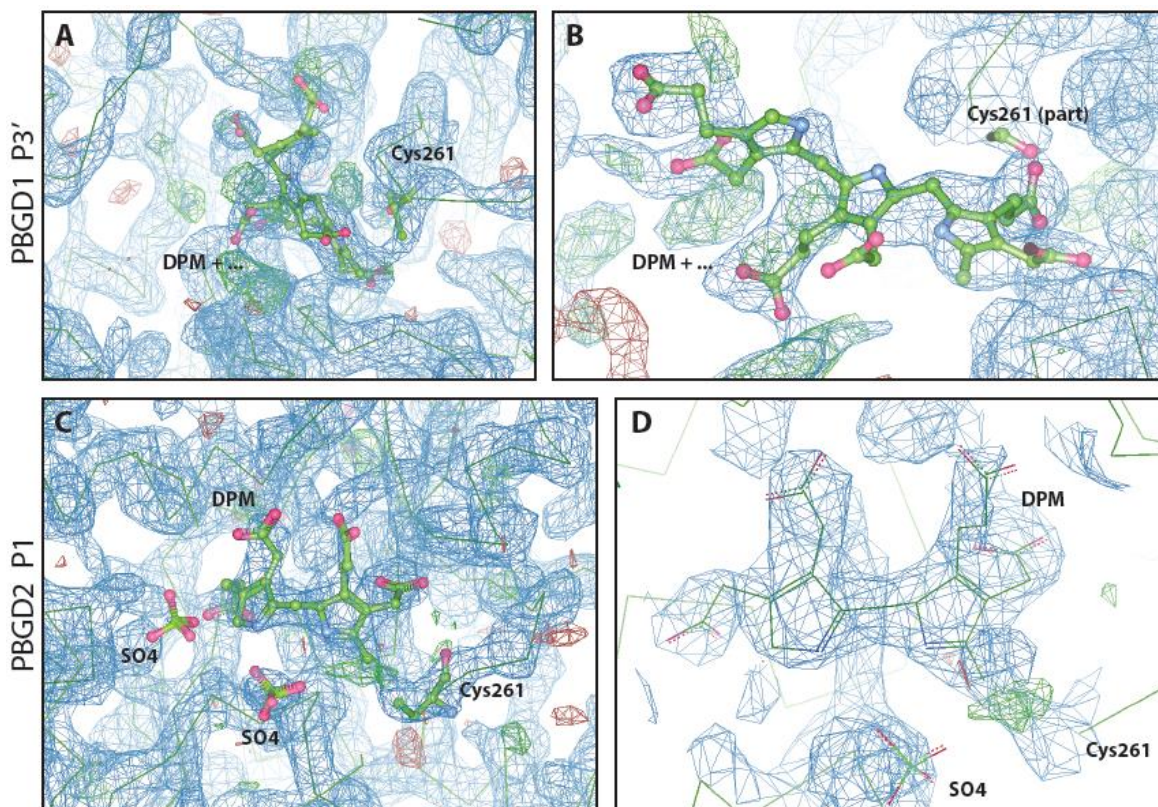 PBGD1 P3'
A
Cys261
DPM + ...
B
Cys261 (part)
DPM + ...
PBGD2 P1
C
DPM
SO4
SO4
Cys261
D
DPM
Cys261
SO4